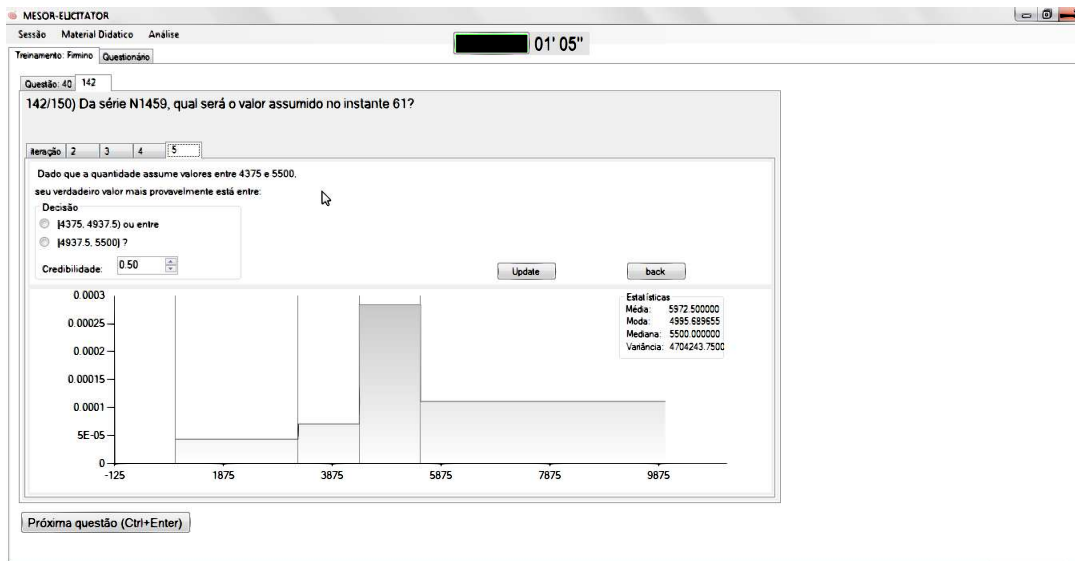 MESOR-ELICITATOR
Sessão Material Didatico Análise
01' 05"
Treinamento: Firmino Questionário
Questão: 40 142
142/150) Da série N1459, qual será o valor assumido no instante 61?
Iteração 2 3 4 5
Dado que a quantidade assume valores entre 4375 e 5500,
seu verdadeiro valor mais provavelmente está entre:
Decisão
[4375, 4937.5) ou entre
[4937.5, 5500] ?
Credibilidade: 0.50
Update back
0.0003
0.00025
0.0002
0.00015
0.0001
5E-05
0
-125 1875 3875 5875 7875 9875
Estatísticas
Média: 5972.500000
Moda: 4995.689655
Mediana: 5500.000000
Variância: 4704243.7500
Próxima questão (Ctrl+Enter)